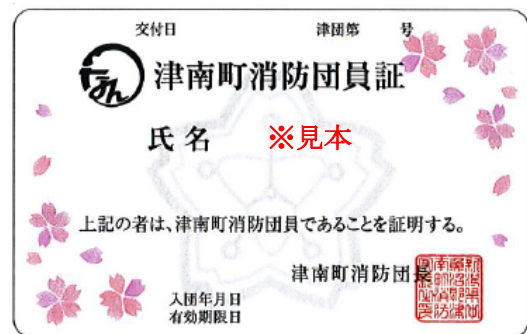 交付日 津団第 号
つなん
津南町消防団員証
氏名 ※見本
上記の者は、津南町消防団員であることを証明する。
津南町消防団長
入団年月日
有効期限日